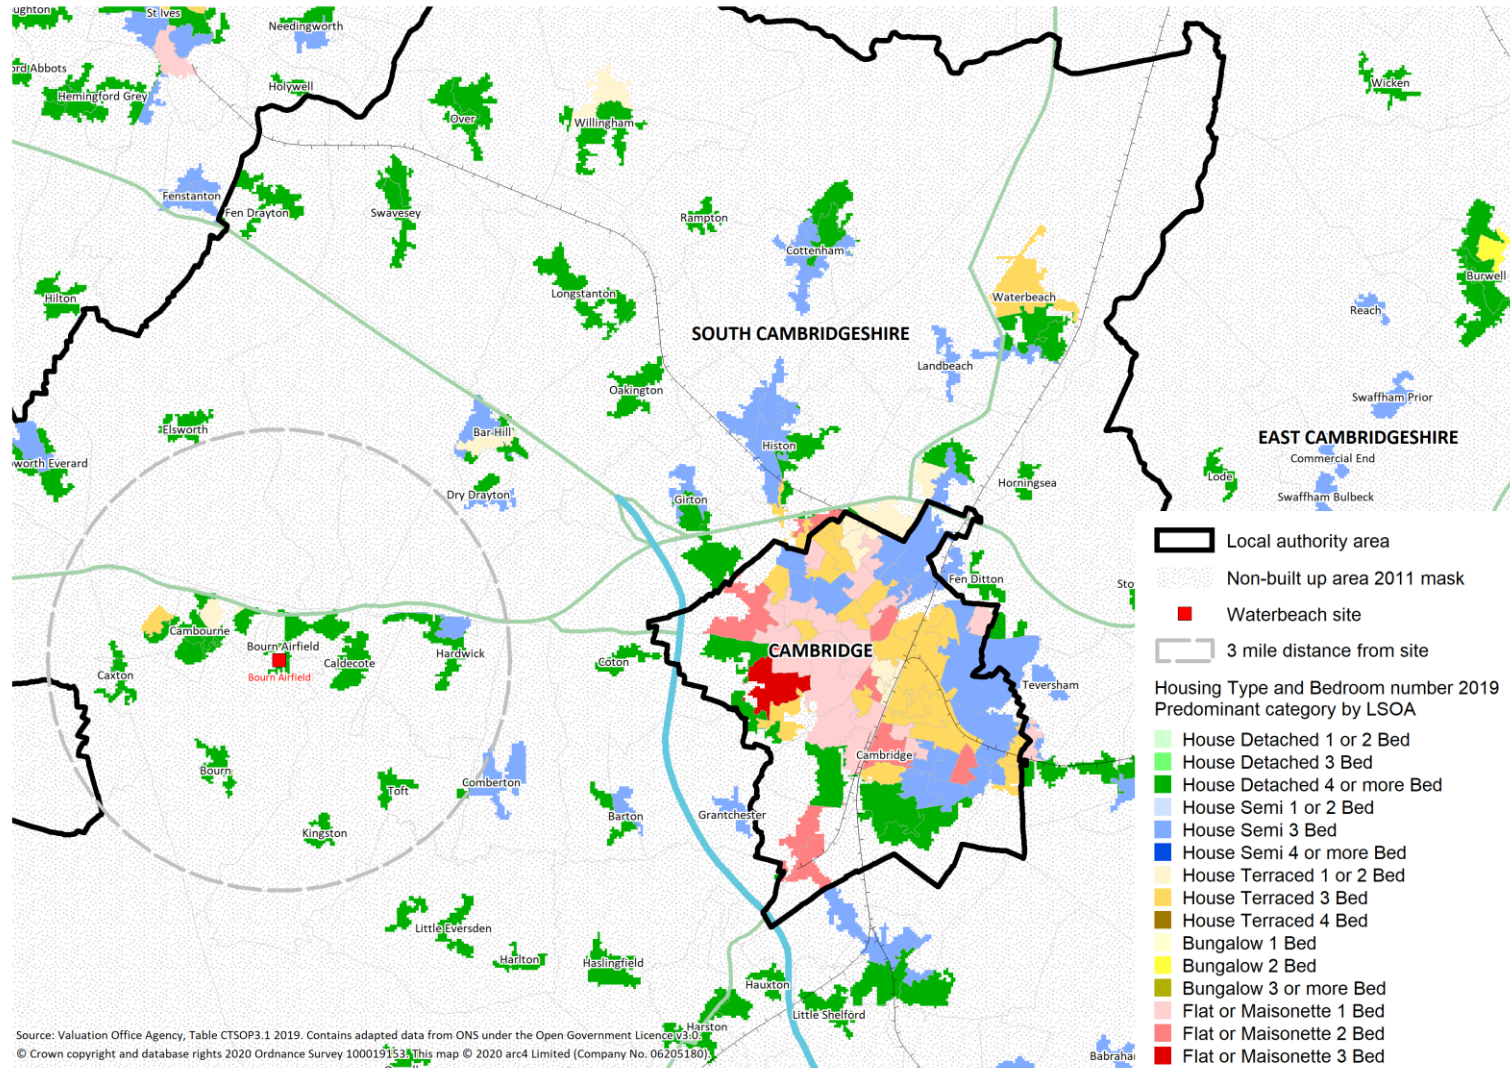 ughton
St Ives
Needingworth
ord Abbots
Holywell
Hemingford Grey
Over
Willingham
Wicken
Fenstanton
Fen Drayton
Swavesey
Rampton
Cottenham
Hilton
Longstanton
Waterbeach
Burwell
Reach
SOUTH CAMBRIDGESHIRE
Landbeach
Oakington
Swaffham Prior
Elsworth
Bar Hill
Histon
EAST CAMBRIDGESHIRE
Commercial End
worth Everard
Lode
Dry Drayton
Girton
Horningsea
Swaffham Bulbeck
Fen Ditton
Sto
Cambourne
Bourn Airfield
Caldecote
Hardwick
Coton
CAMBRIDGE
Caxton
Bourn Airfield
Teversham
Bourn
Toft
Comberton
Cambridge
Kingston
Barton
Grantchester
Little Eversden
Harlton
Haslingfield
Hauxton
Little Shelford
Harston
Babraha
Local authority area
Non-built up area 2011 mask
Waterbeach site
3 mile distance from site
Housing Type and Bedroom number 2019
Predominant category by LSOA
House Detached 1 or 2 Bed
House Detached 3 Bed
House Detached 4 or more Bed
House Semi 1 or 2 Bed
House Semi 3 Bed
House Semi 4 or more Bed
House Terraced 1 or 2 Bed
House Terraced 3 Bed
House Terraced 4 Bed
Bungalow 1 Bed
Bungalow 2 Bed
Bungalow 3 or more Bed
Flat or Maisonette 1 Bed
Flat or Maisonette 2 Bed
Flat or Maisonette 3 Bed
Source: Valuation Office Agency, Table CTSOP3.1 2019. Contains adapted data from ONS under the Open Government Licence v3.0.
© Crown copyright and database rights 2020 Ordnance Survey 100019153. This map © 2020 arc4 Limited (Company No. 06205180).